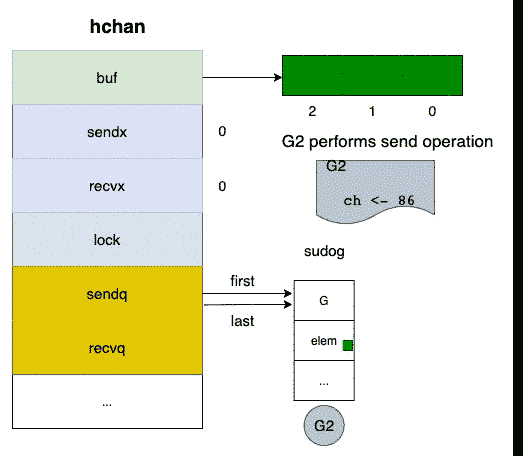 hchan
buf
2 1 0
sendx 0
G2 performs send operation
G2
recvx 0
ch <- 86
lock
sudog
sendq
first
G
last
recvq
elem
...
...
G2